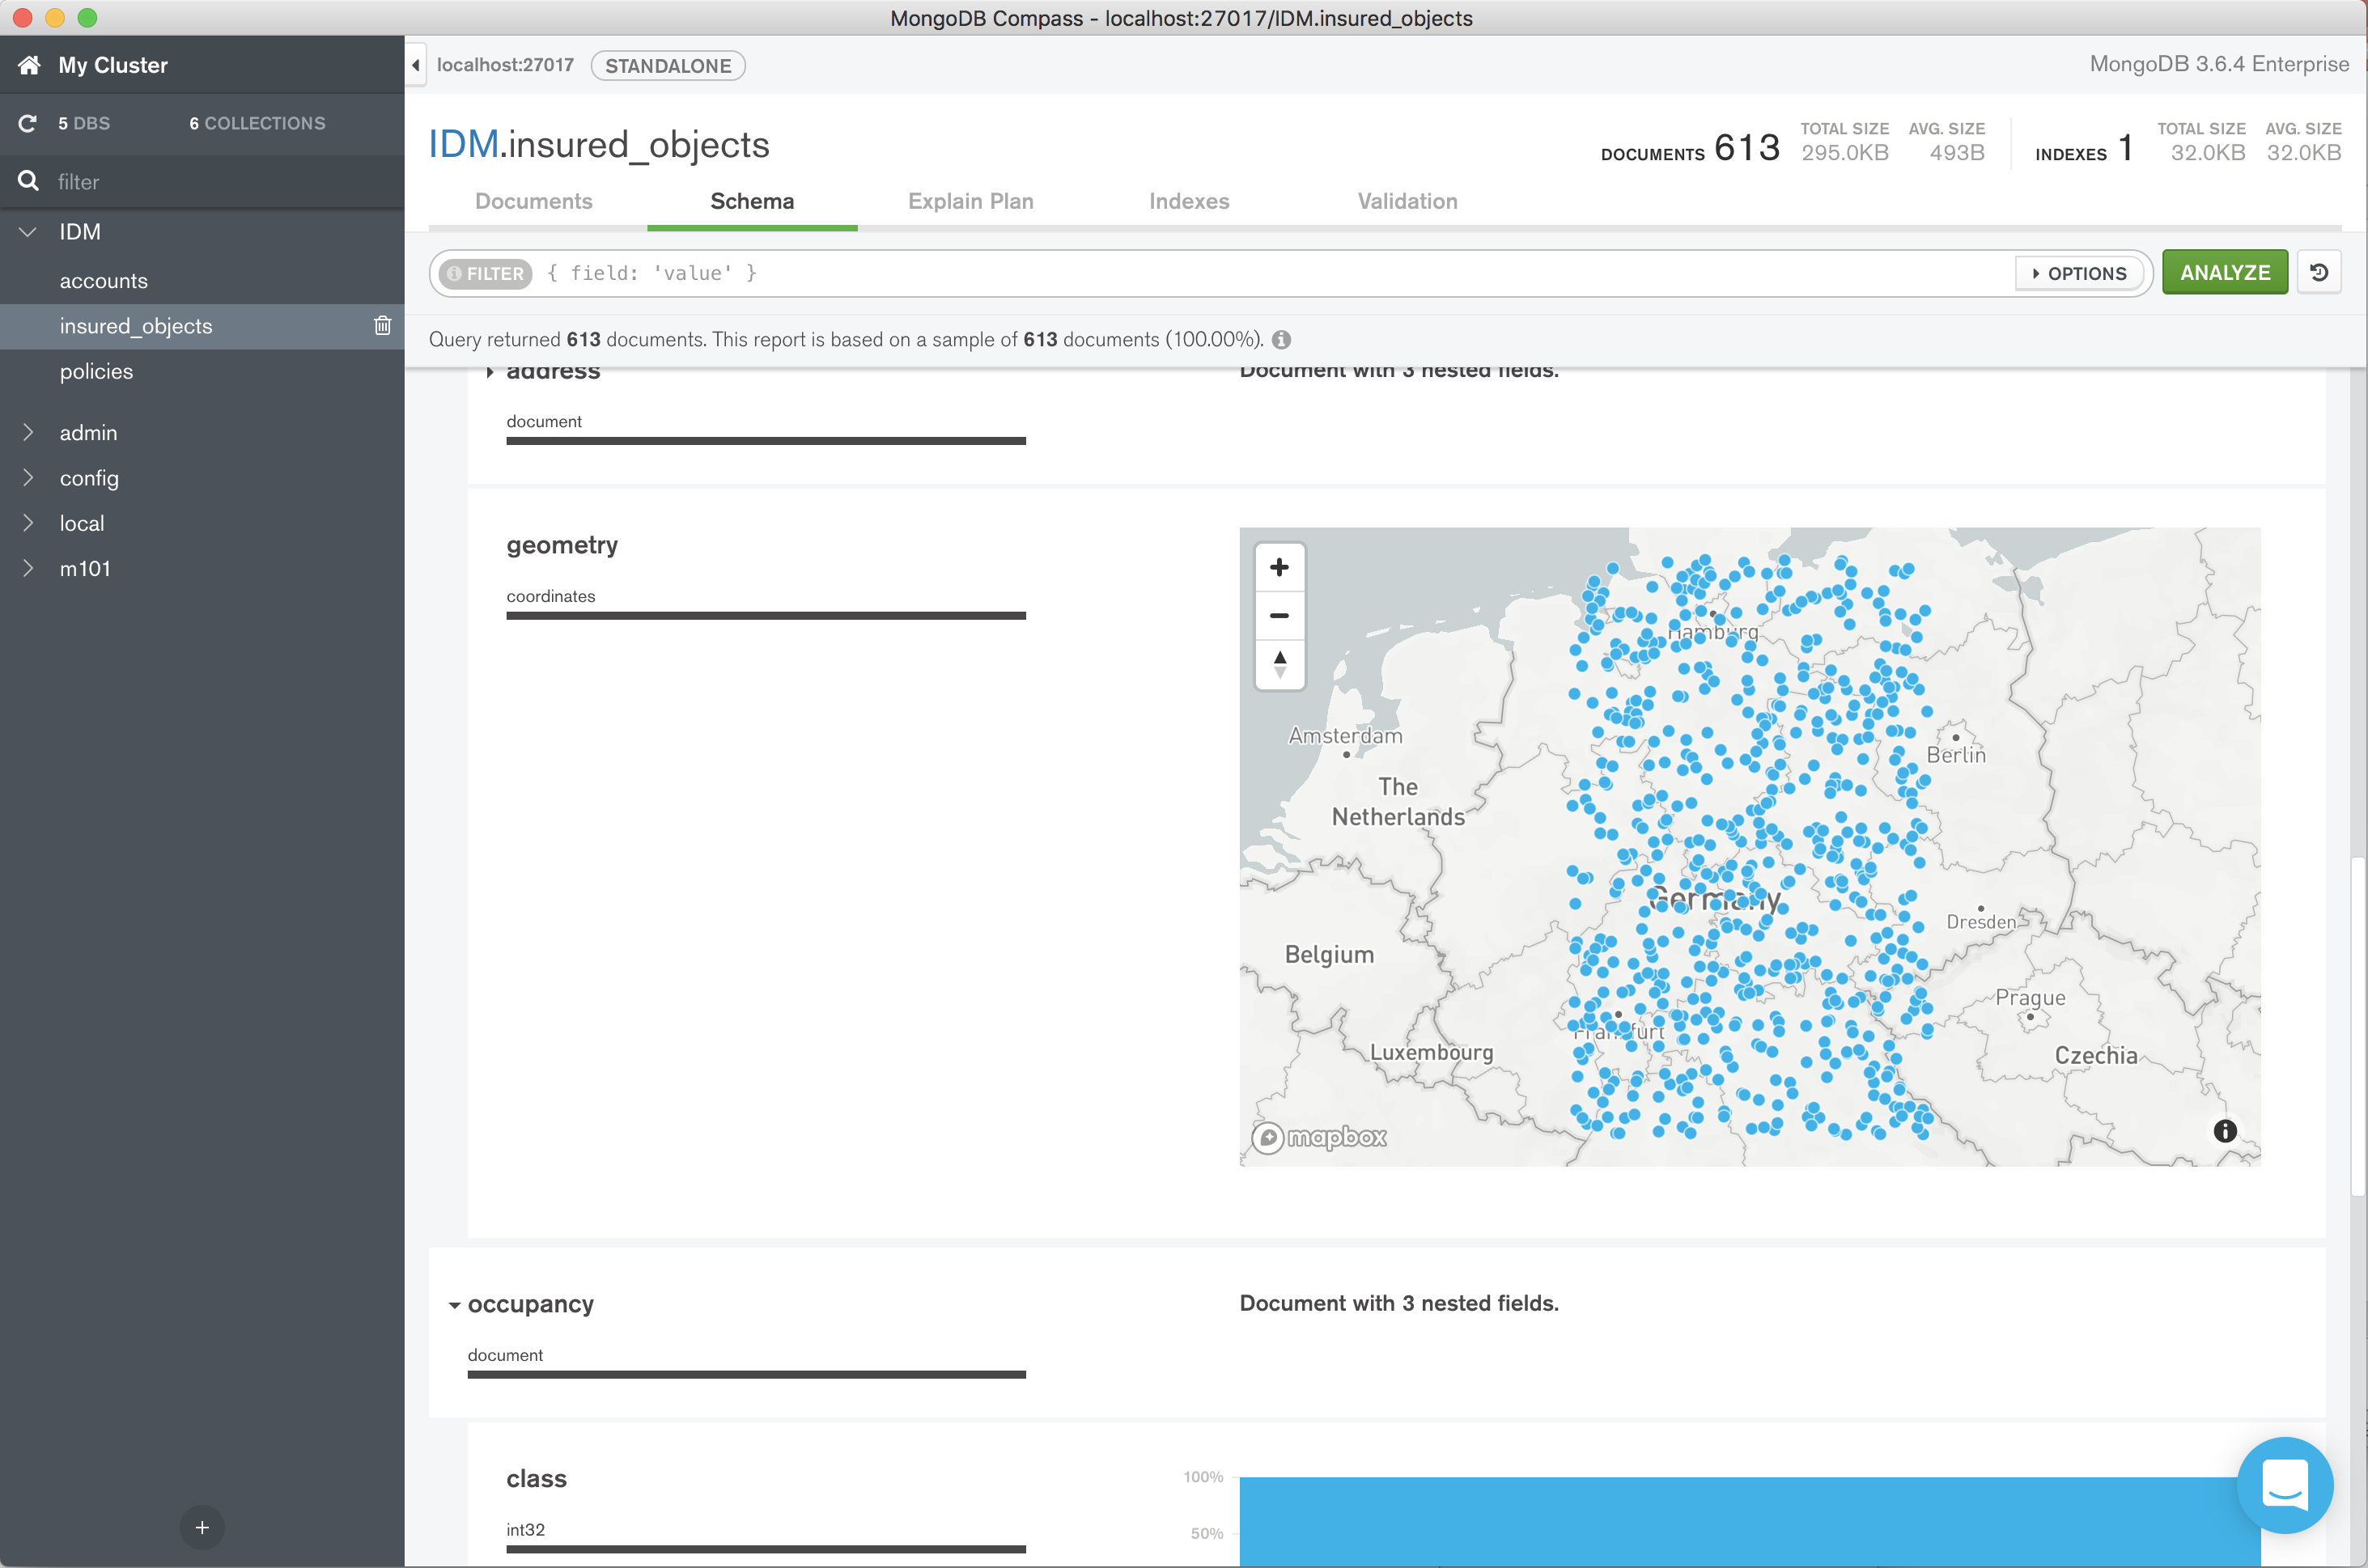 MongoDB Compass - localhost:27017/IDM.insured_objects
My Cluster
localhost:27017 STANDALONE
MongoDB 3.6.4 Enterprise
5 DBS 6 COLLECTIONS
filter
IDM
accounts
insured_objects
policies
admin
config
local
m101
IDM.insured_objects
DOCUMENTS 613
TOTAL SIZE AVG. SIZE
295.0KB 493B
INDEXES 1
TOTAL SIZE AVG. SIZE
32.0KB 32.0KB
Documents Schema Explain Plan Indexes Validation
FILTER { field: 'value' }
OPTIONS
ANALYZE
Query returned 613 documents. This report is based on a sample of 613 documents (100.00%).
address
Document with 3 nested fields.
document
geometry
coordinates
Hamburg
Amsterdam
Berlin
The
Netherlands
Germany
Dresden
Belgium
Prague
Frankfurt
Luxembourg
Czechia
mapbox
occupancy
Document with 3 nested fields.
document
class
100%
int32
50%